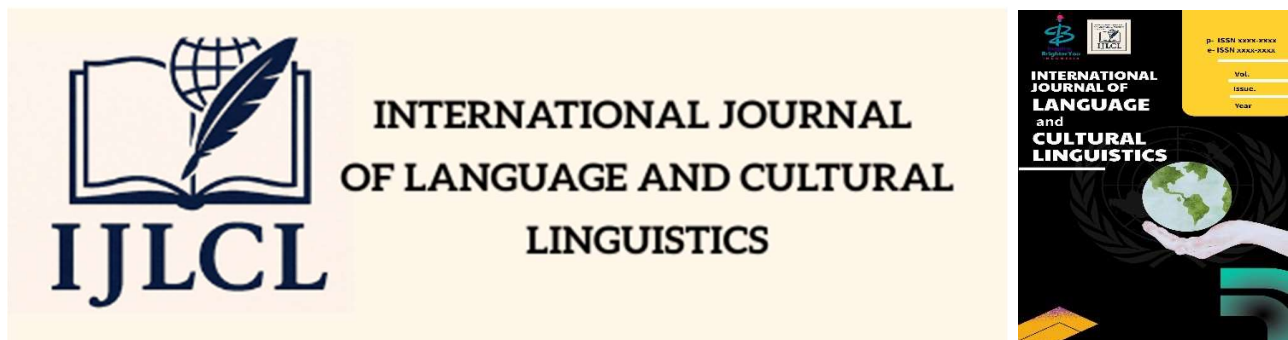 IJLCL
INTERNATIONAL JOURNAL
OF LANGUAGE AND CULTURAL
LINGUISTICS
IJLCL
p- ISSN xxxx-xxxx
e- ISSN xxxx-xxxx
Vol.
Issue.
Year
INTERNATIONAL
JOURNAL OF
LANGUAGE
and
CULTURAL
LINGUISTICS